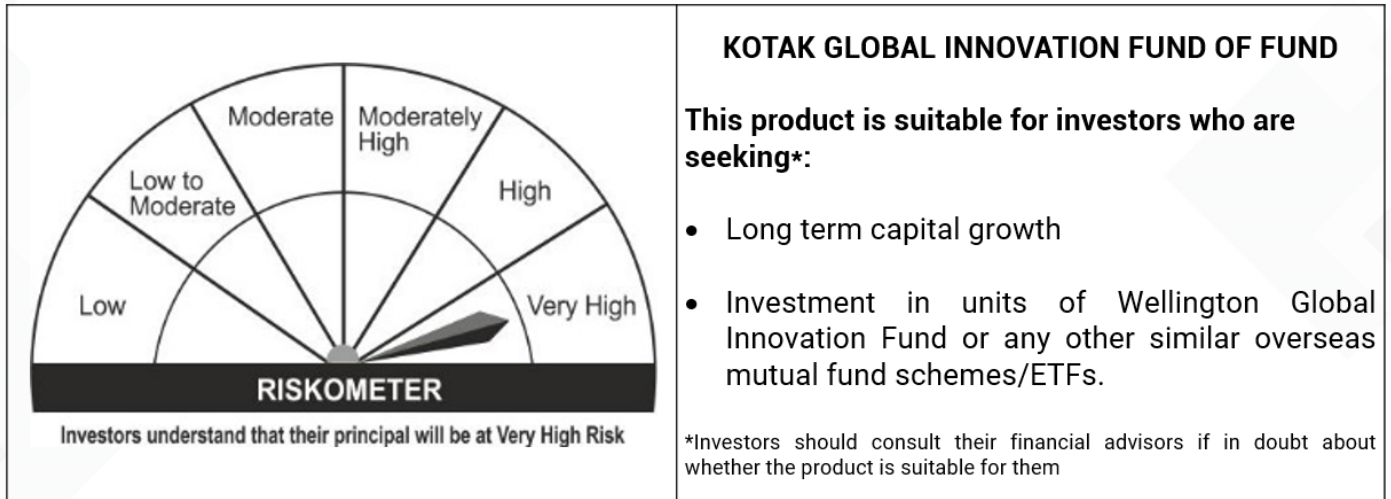 Low
Low to
Moderate
Moderate
Moderately
High
High
Very High
RISKOMETER
Investors understand that their principal will be at Very High Risk
KOTAK GLOBAL INNOVATION FUND OF FUND
This product is suitable for investors who are
seeking*:
• Long term capital growth
• Investment in units of Wellington Global
Innovation Fund or any other similar overseas
mutual fund schemes/ETFs.
*Investors should consult their financial advisors if in doubt about
whether the product is suitable for them